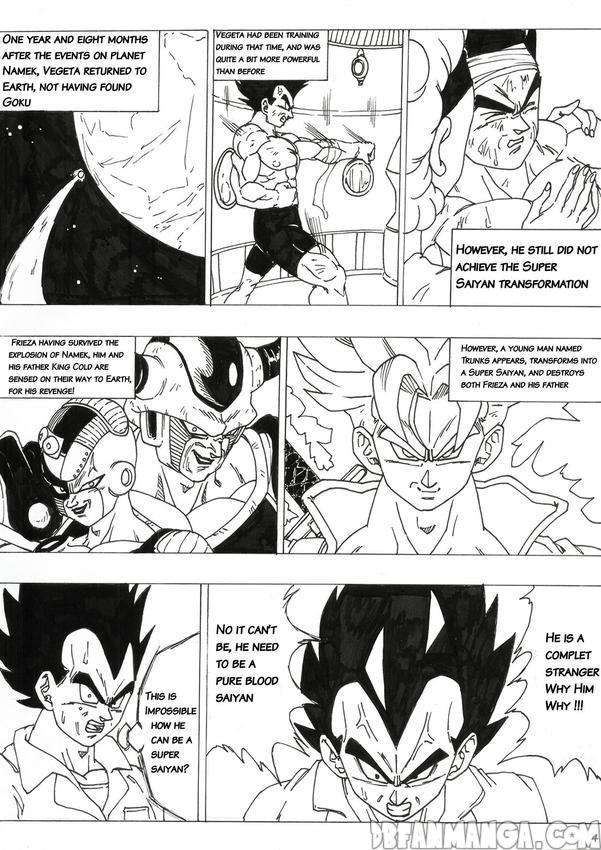 One year and eight months
after the events on planet
Namek, Vegeta returned to
Earth, not having found
Goku
Vegeta had been training
during that time, and was
quite a bit more powerful
than before
However, he still did not
achieve the Super
Saiyan transformation
Frieza having survived the
explosion of Namek, him and
his father King Cold are
sensed on their way to Earth,
for his revenge!
However, a young man named
Trunks appears, transforms into
a Super Saiyan, and destroys
both Frieza and his father
This is
Impossible
how he
can be a
super
saiyan?
No it can't
be, he need
to be a
pure blood
saiyan
He is a
complet
stranger
Why Him
Why !!!
DBFANMANGA.COM
4